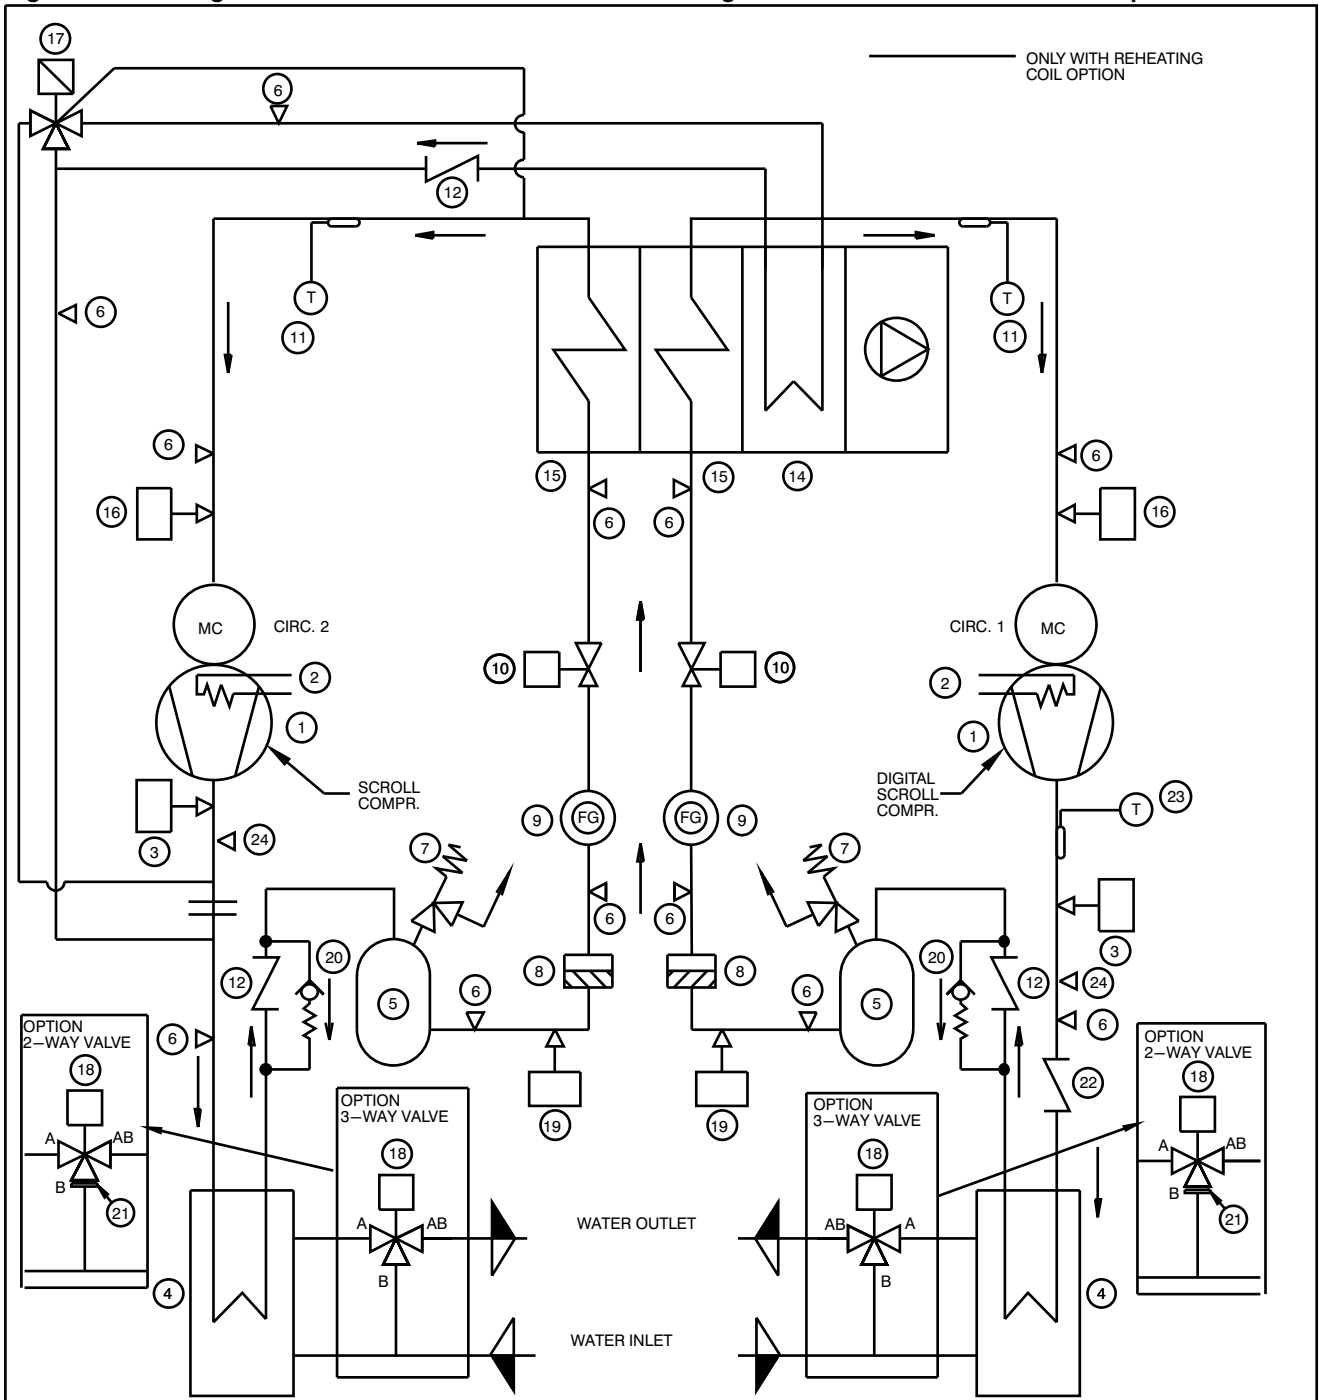 17
6
ONLY WITH REHEATING
COIL OPTION
12
6
T
11
T
11
6
15
15
14
6
16
6
6
16
MC
CIRC. 2
CIRC. 1
MC
10
10
2
2
1
1
SCROLL
COMPR.
DIGITAL
SCROLL
COMPR.
T
23
3
24
9
FG
FG
9
7
7
6
6
3
12
20
8
8
20
12
24
5
6
6
5
6
6
22
OPTION
2–WAY VALVE
18
A
AB
B
21
OPTION
3–WAY VALVE
18
A
AB
B
19
19
OPTION
3–WAY VALVE
18
AB
A
B
OPTION
2–WAY VALVE
18
A
AB
B
21
WATER OUTLET
4
4
WATER INLET